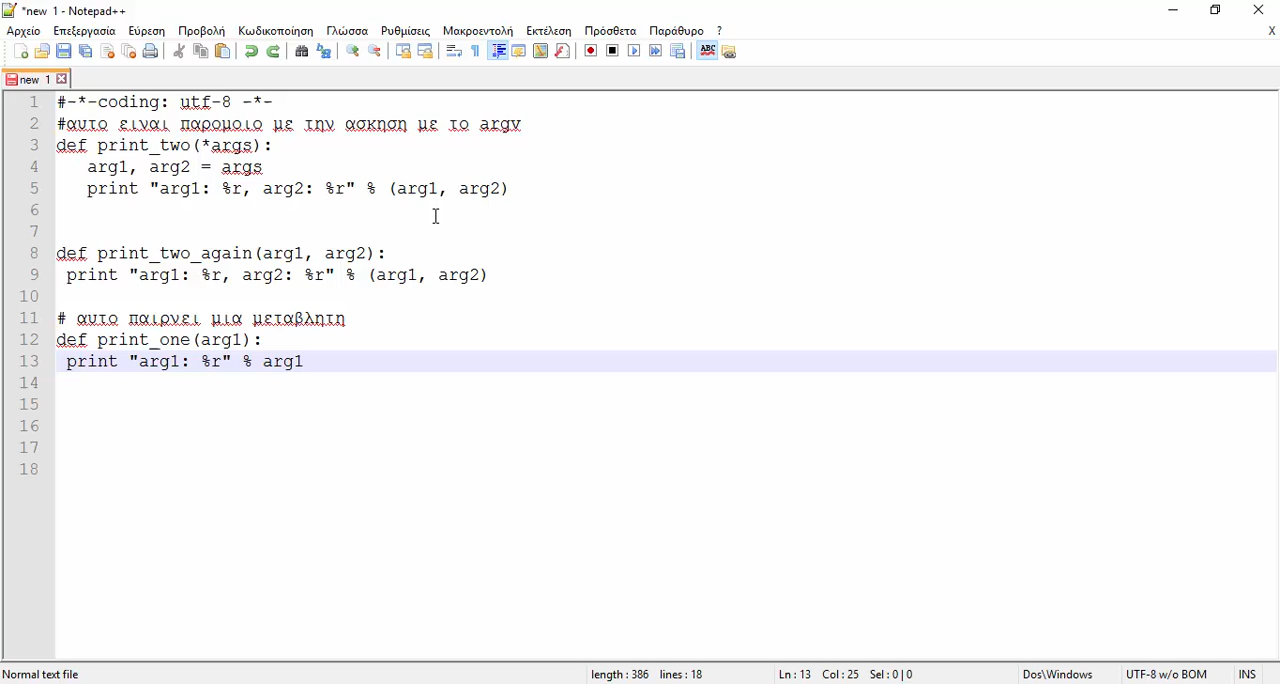 *new 1 - Notepad++
Αρχείο Επεξεργασία Εύρεση Προβολή Κωδικοποίηση Γλώσσα Ρυθμίσεις Μακροεντολή Εκτέλεση Πρόσθετα Παράθυρο ? X
ABC
new 1
1 #-*-coding: utf-8 -*-
2 #αυτο ειναι παρομοιο με την ασκηση με το argv
3 def print_two(*args):
4 arg1, arg2 = args
5 print "arg1: %r, arg2: %r" % (arg1, arg2)
6
7
8 def print_two_again(arg1, arg2):
9 print "arg1: %r, arg2: %r" % (arg1, arg2)
10
11 # αυτο παιρνει μια μεταβλητη
12 def print_one(arg1):
13 print "arg1: %r" % arg1
14
15
16
17
18
Normal text file length : 386 lines : 18 Ln : 13 Col : 25 Sel : 0 | 0 Dos\Windows UTF-8 w/o BOM INS